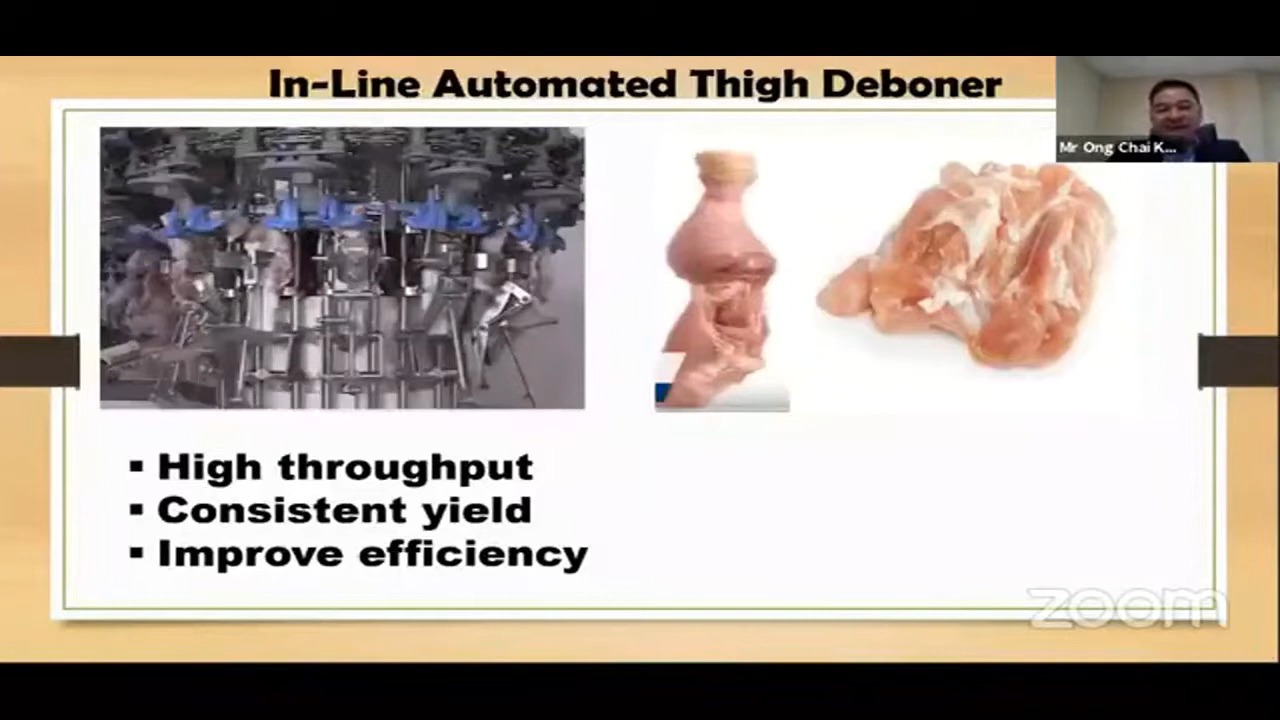 In-Line Automated Thigh Deboner
Mr Ong Chai K...
▪ High throughput
▪ Consistent yield
▪ Improve efficiency
zoom